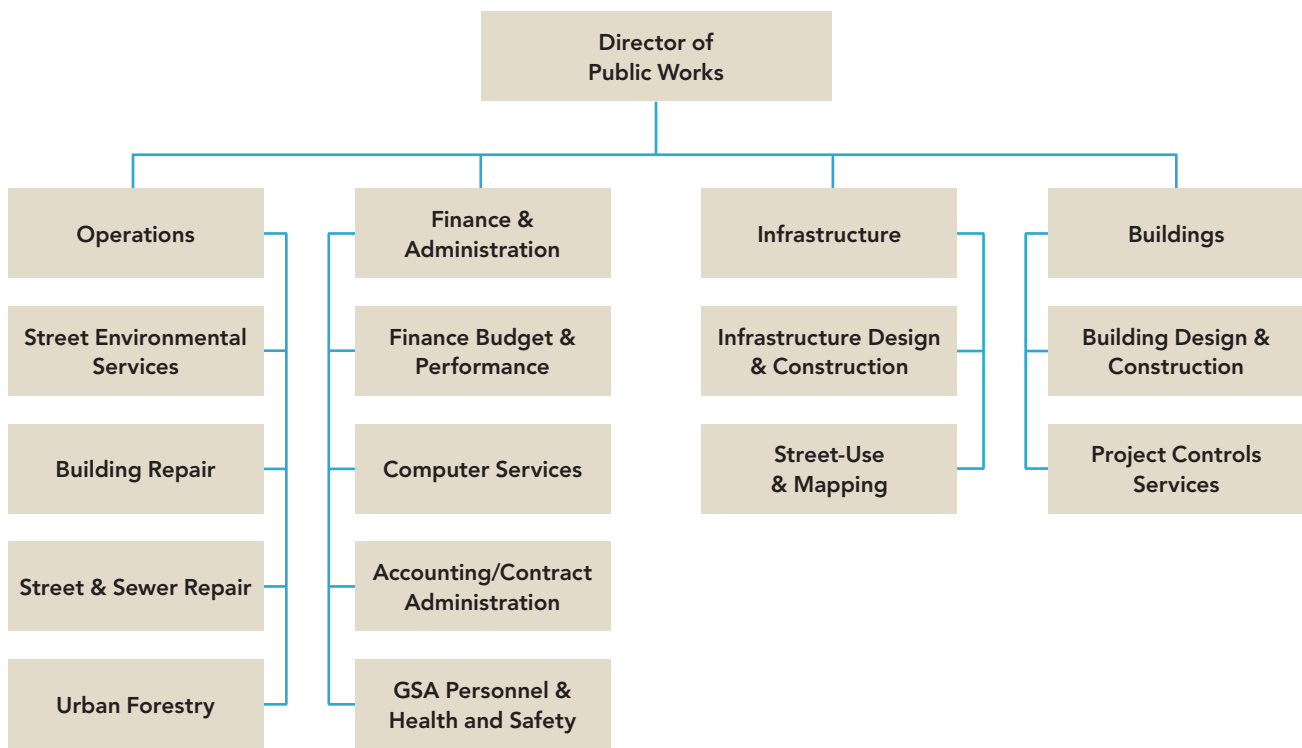 Director of
Public Works
Operations
Street Environmental
Services
Building Repair
Street & Sewer Repair
Urban Forestry
Finance &
Administration
Finance Budget &
Performance
Computer Services
Accounting/Contract
Administration
GSA Personnel &
Health and Safety
Infrastructure
Infrastructure Design
& Construction
Street-Use
& Mapping
Buildings
Building Design &
Construction
Project Controls
Services